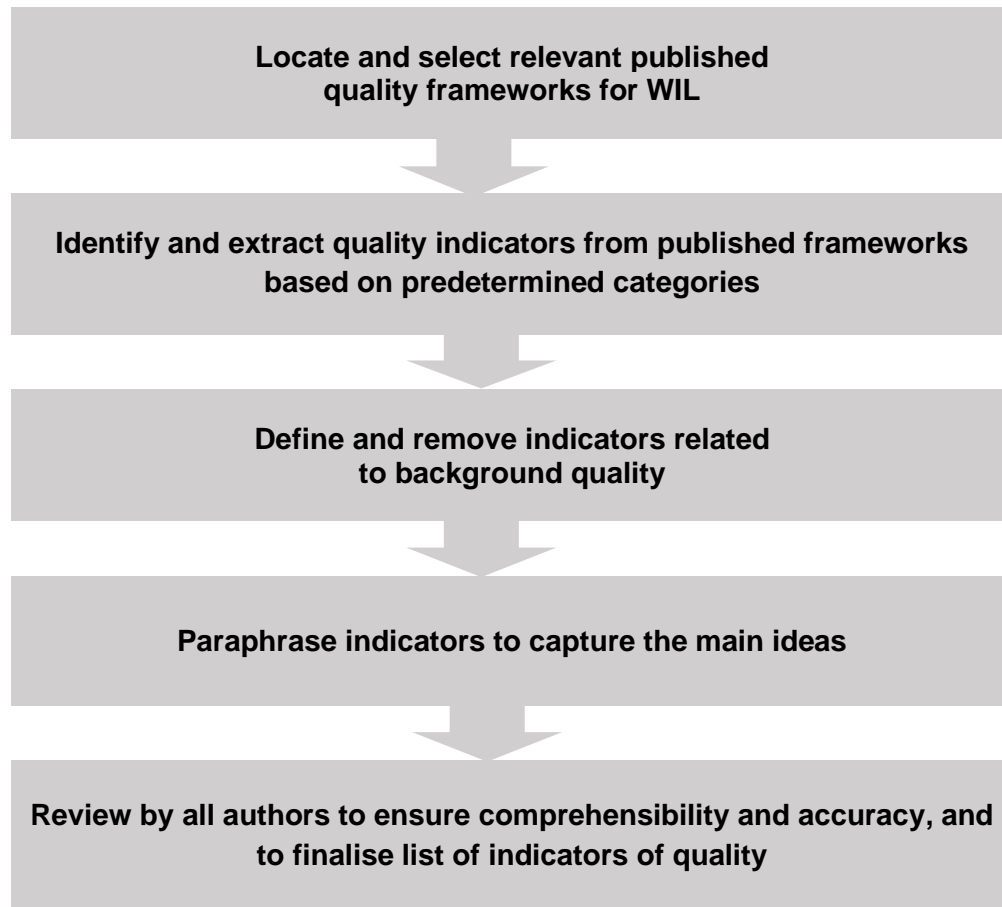 Locate and select relevant published
quality frameworks for WIL
Identify and extract quality indicators from published frameworks
based on predetermined categories
Define and remove indicators related
to background quality
Paraphrase indicators to capture the main ideas
Review by all authors to ensure comprehensibility and accuracy, and
to finalise list of indicators of quality